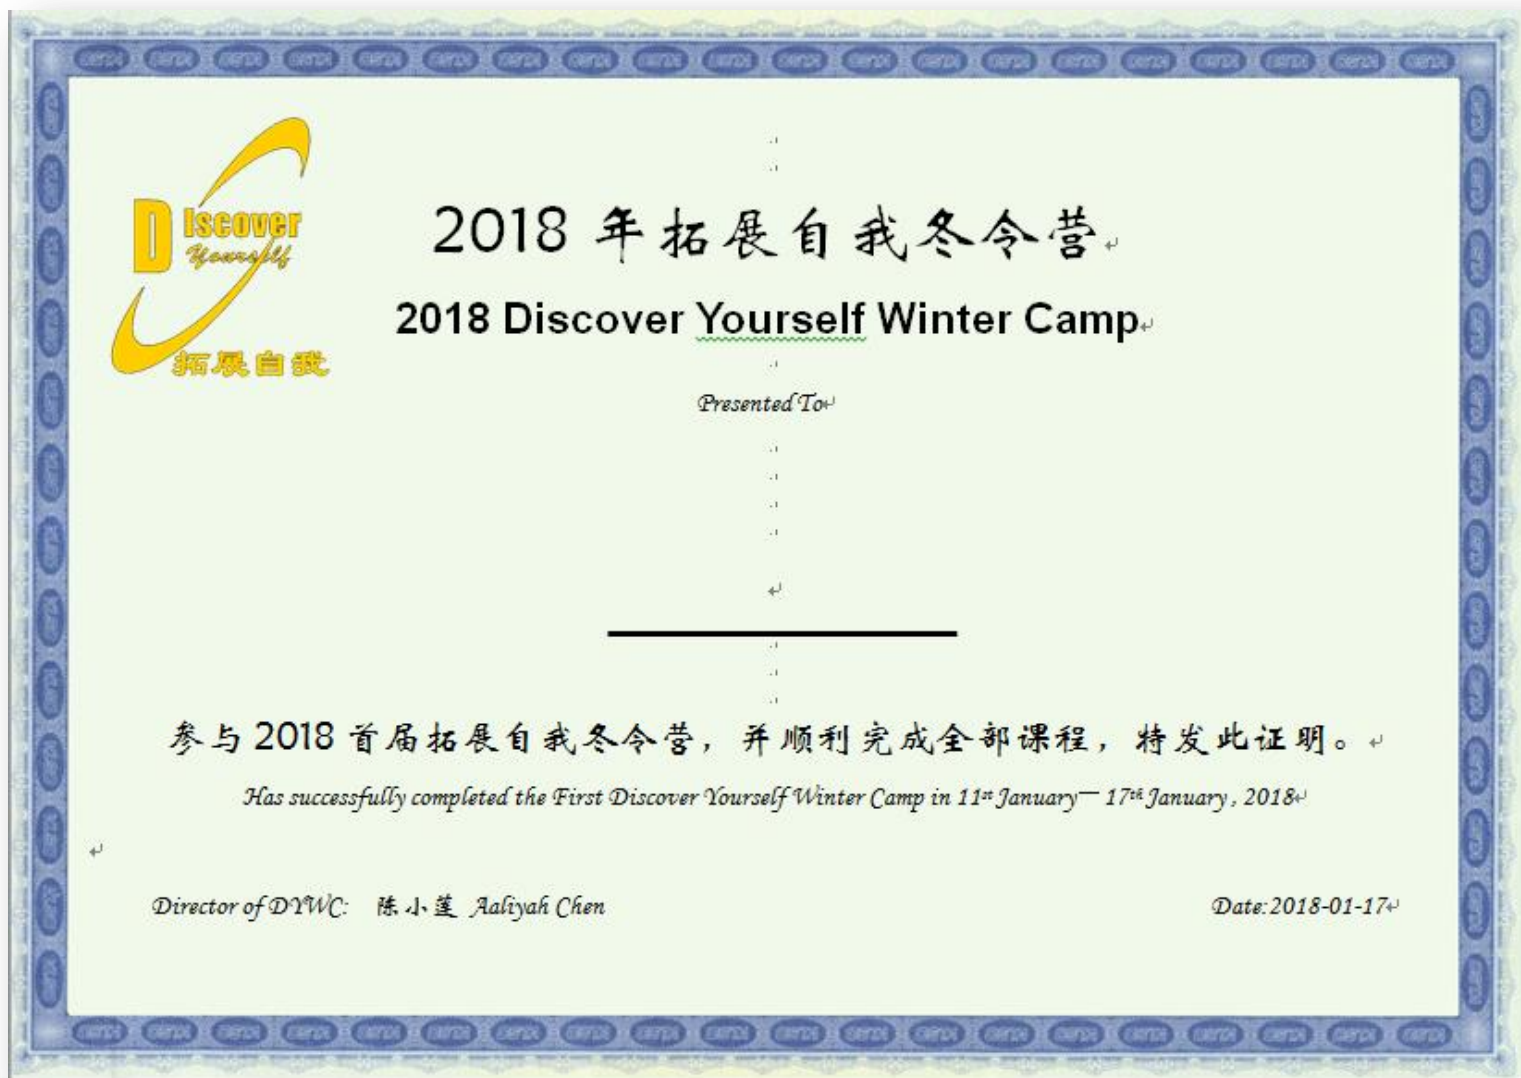 Discover
Yourself
拓展自我
2018 年拓展自我冬令营
2018 Discover Yourself Winter Camp
Presented To
参与 2018 首届拓展自我冬令营，并顺利完成全部课程，特发此证明。
Has successfully completed the First Discover Yourself Winter Camp in 11st January— 17th January , 2018
Director of DYWC: 陈小莲 Aaliyah Chen
Date:2018-01-17